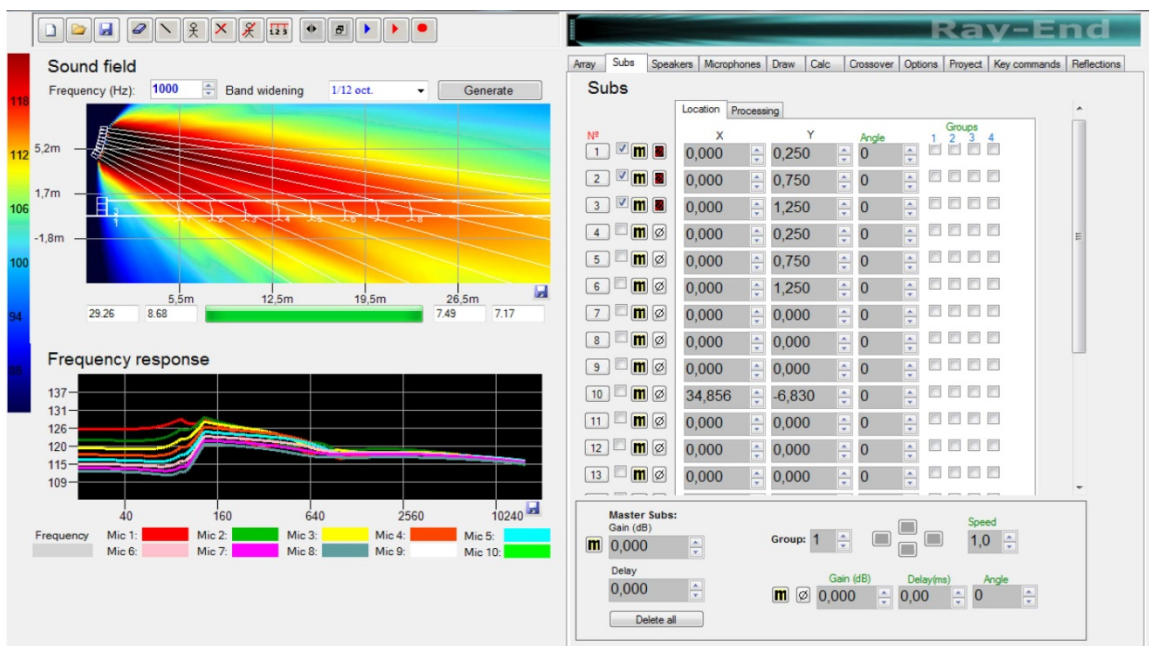 Ray-End
Array Subs Speakers Microphones Draw Calc Crossover Options Proyect Key commands Reflections
Sound field
Frequency (Hz): 1000 Band widening 1/12 oct. Generate
118
112
106
100
94
5,2m
1,7m
-1,8m
1 2 3 4 5 6 7 8
5,5m 12,5m 19,5m 26,5m
29.26 8.68 7.49 7.17
Frequency response
137
131
126
120
115
109
40 160 640 2560 10240
Frequency Mic 1: Mic 2: Mic 3: Mic 4: Mic 5:
Mic 6: Mic 7: Mic 8: Mic 9: Mic 10:
Subs
Location Processing
Nº X Y Angle Groups
1 2 3 4
1 m 0,000 0,250 0
2 m 0,000 0,750 0
3 m 0,000 1,250 0
4 m Ø 0,000 0,250 0
5 m Ø 0,000 0,750 0
6 m Ø 0,000 1,250 0
7 m Ø 0,000 0,000 0
8 m Ø 0,000 0,000 0
9 m Ø 0,000 0,000 0
10 m Ø 34,856 -6,830 0
11 m Ø 0,000 0,000 0
12 m Ø 0,000 0,000 0
13 m Ø 0,000 0,000 0
Master Subs:
Gain (dB)
m 0,000
Delay
0,000
Delete all
Group: 1
Speed
1,0
Gain (dB) Delay(ms) Angle
m Ø 0,000 0,00 0